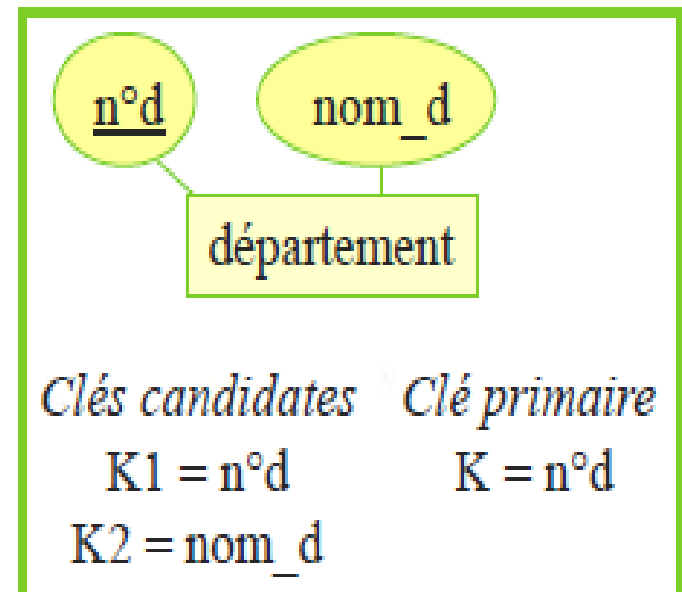 n°d nom_d
département
Clés candidates Clé primaire
K1 = n°d K = n°d
K2 = nom_d